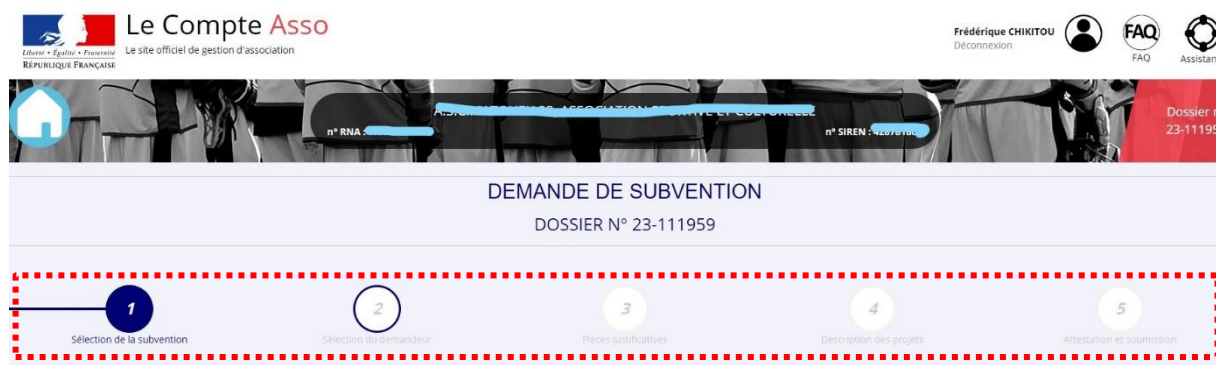 Le Compte Asso
Le site officiel de gestion d'association
Liberté • Égalité • Fraternité
RÉPUBLIQUE FRANÇAISE
Frédérique CHIKITOU
Déconnexion
FAQ
FAQ
Assistan
ET CULTURELLE
n° RNA :
n° SIREN :
Dossier n
23-11195
DEMANDE DE SUBVENTION
DOSSIER N° 23-111959
1
Sélection de la subvention
2
Sélection du demandeur
3
Pièces justificatives
4
Description des projets
5
Attestation et soumission